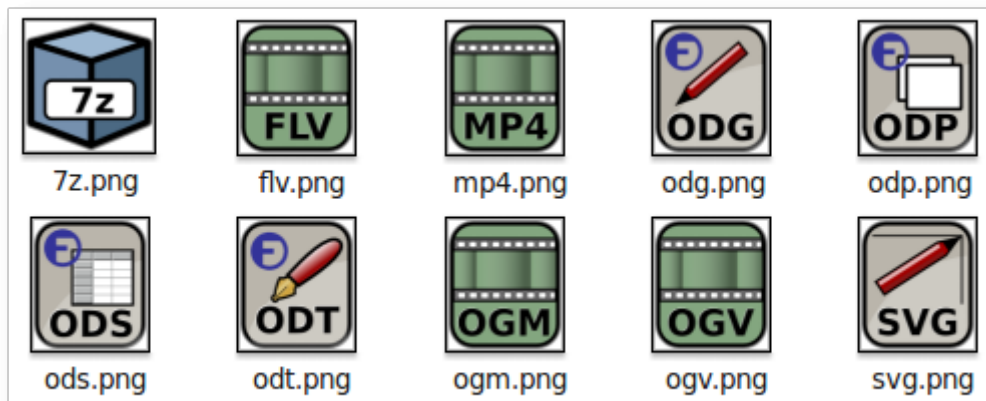 7z
FLV
MP4
ODG
ODP
7z.png
flv.png
mp4.png
odg.png
odp.png
ODS
ODT
OGM
OGV
SVG
ods.png
odt.png
ogm.png
ogv.png
svg.png